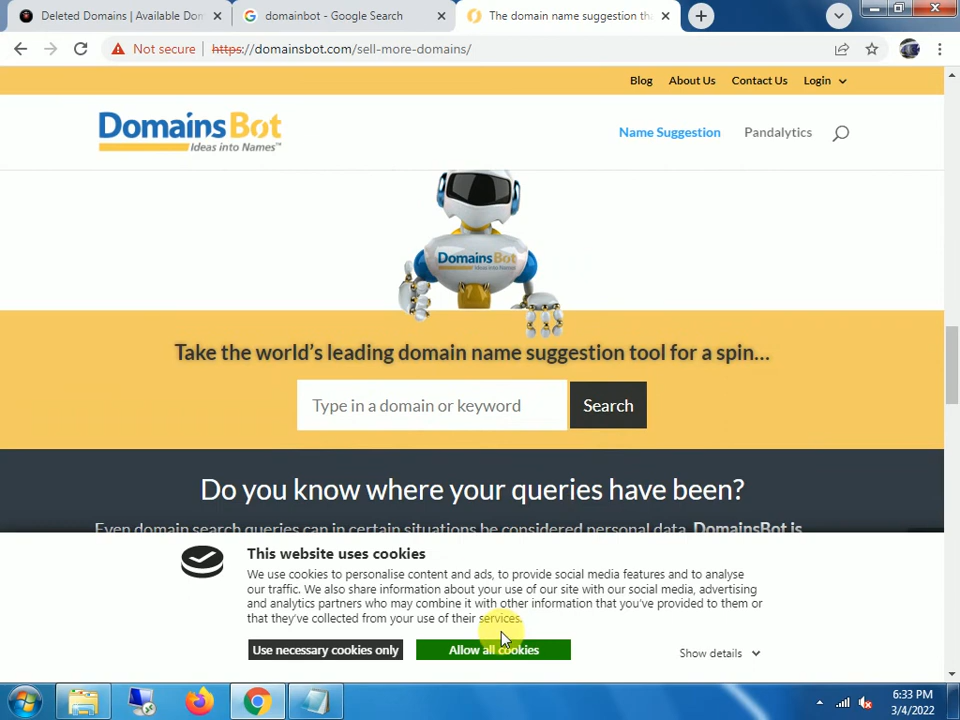 Deleted Domains | Available Dom
domainbot - Google Search
The domain name suggestion th
Not secure
https://domainsbot.com/sell-more-domains/
Blog
About Us
Contact Us
Login
DomainsBot
Ideas into Names™
Name Suggestion
Pandalytics
DomainsBot
Ideas into Names
Take the world's leading domain name suggestion tool for a spin...
Type in a domain or keyword
Search
Do you know where your queries have been?
Even domain search queries can in certain situations be considered personal data. DomainsBot is
This website uses cookies
We use cookies to personalise content and ads, to provide social media features and to analyse
our traffic. We also share information about your use of our site with our social media, advertising
and analytics partners who may combine it with other information that you've provided to them or
that they've collected from your use of their services.
Use necessary cookies only
Allow all cookies
Show details
6:33 PM
3/4/2022